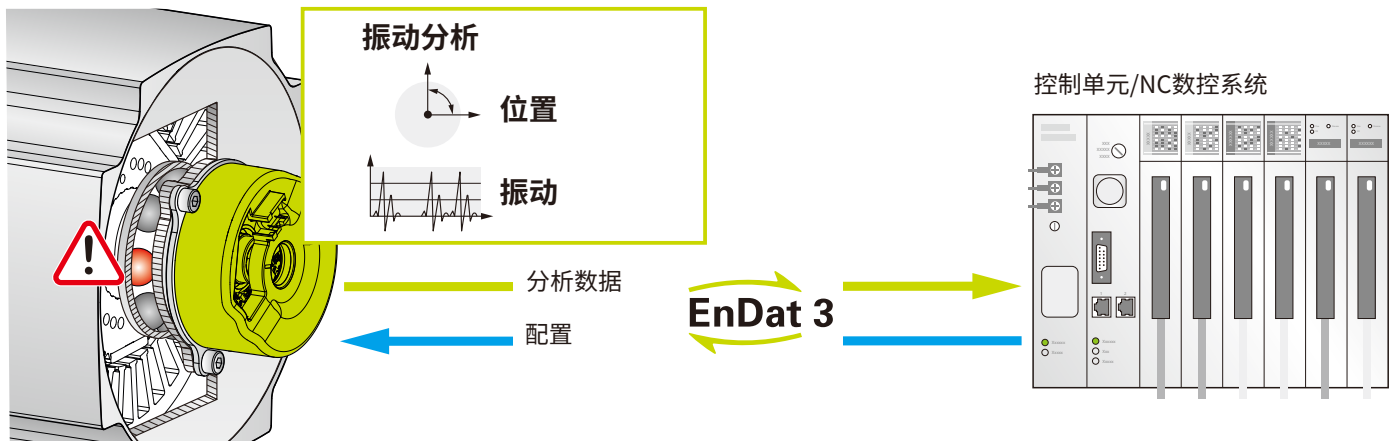 振动分析
位置
振动
分析数据
配置
EnDat 3
控制单元/NC数控系统